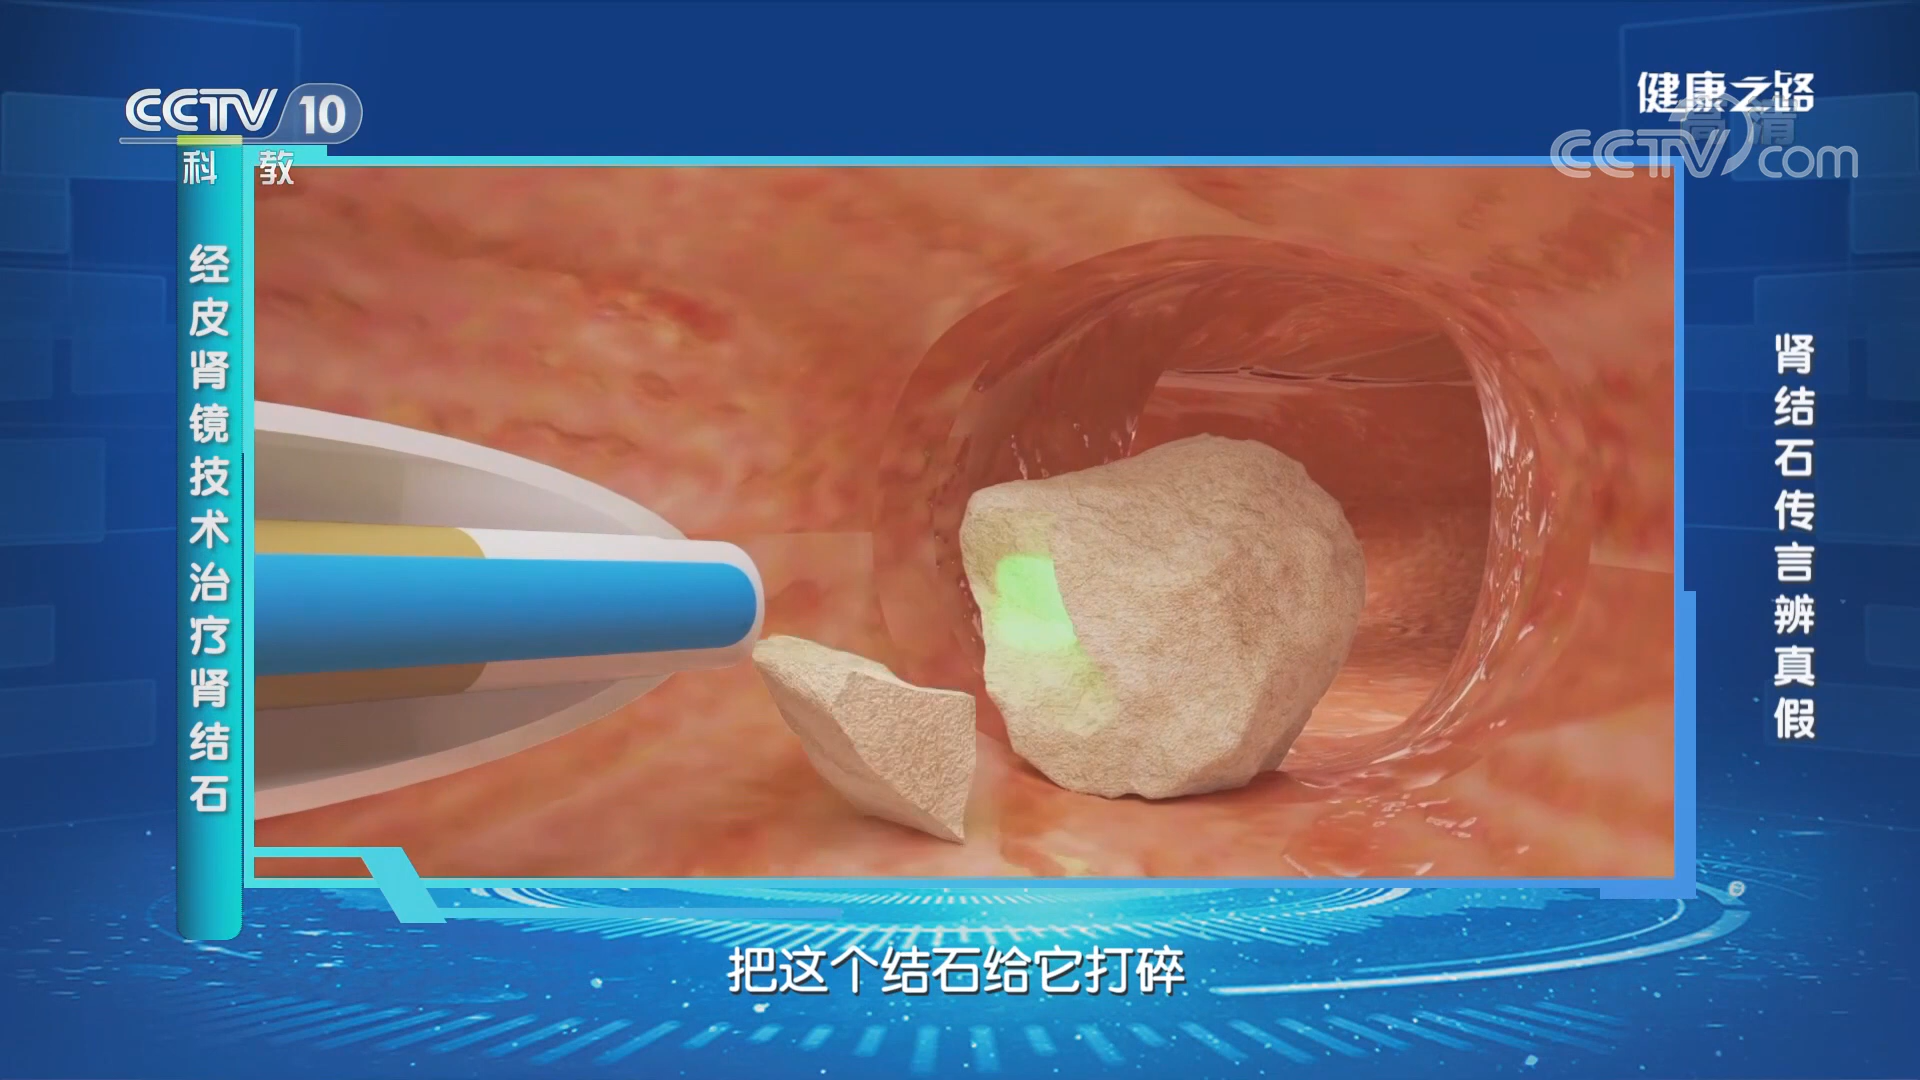 CCTV 10
科 教
健康之路
高清
CCTV com
经皮肾镜技术治疗肾结石
肾结石传言辨真假
把这个结石给它打碎